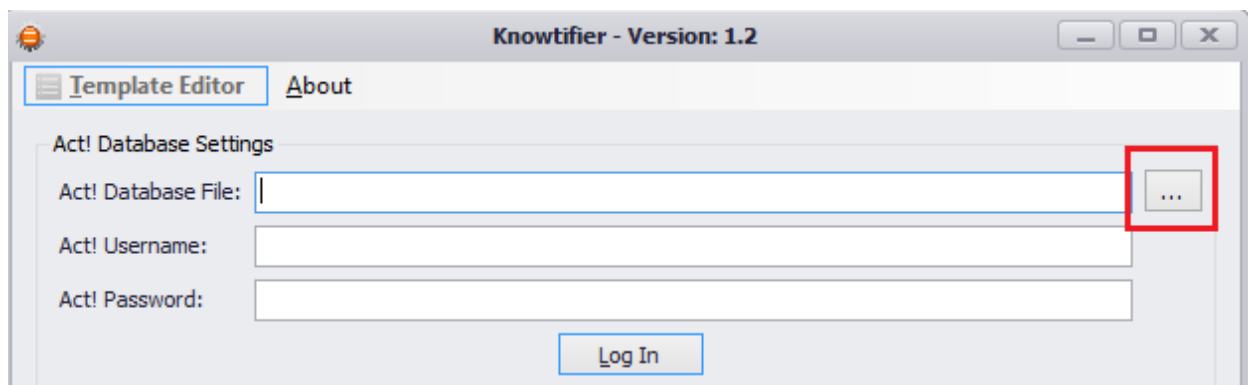 Knowtifier - Version: 1.2
Template Editor About
Act! Database Settings
Act! Database File: ...
Act! Username:
Act! Password:
Log In